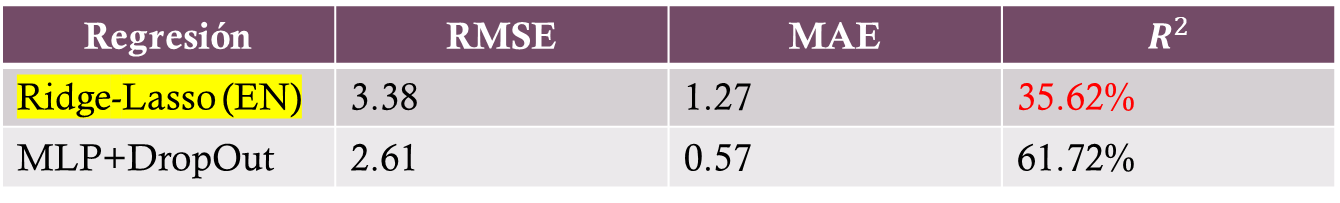 Regresión RMSE MAE R²
Ridge-Lasso (EN) 3.38 1.27 35.62%
MLP+DropOut 2.61 0.57 61.72%